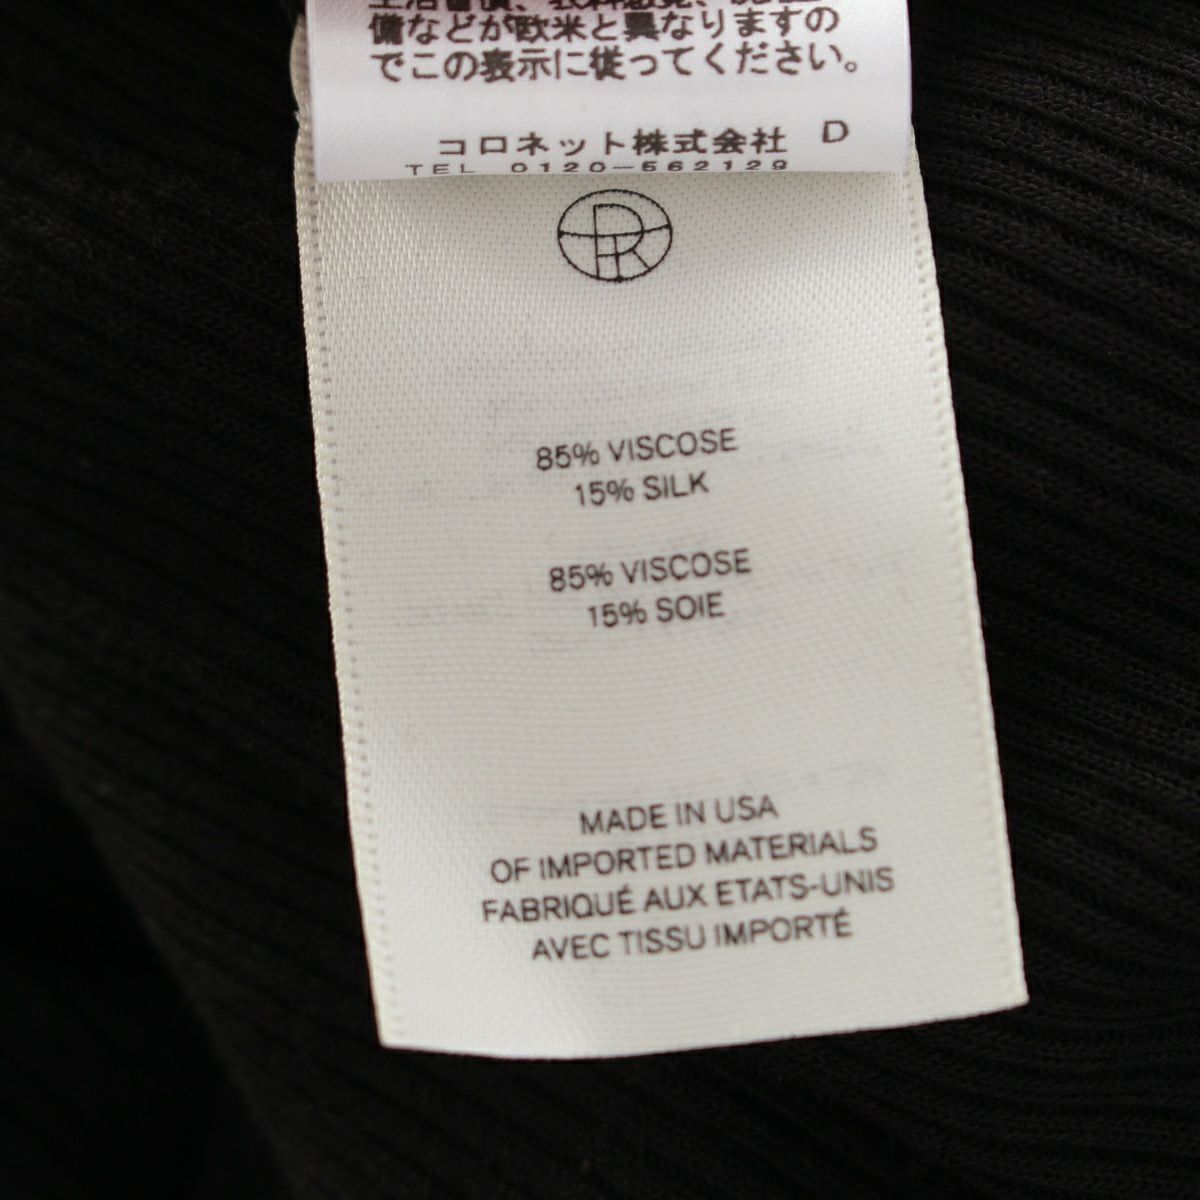 備などが欧米と異なりますの
でこの表示に従ってください。
コロネット株式会社 D
TEL 0120-562129
DR
85% VISCOSE
15% SILK
85% VISCOSE
15% SOIE
MADE IN USA
OF IMPORTED MATERIALS
FABRIQUÉ AUX ETATS-UNIS
AVEC TISSU IMPORTÉ